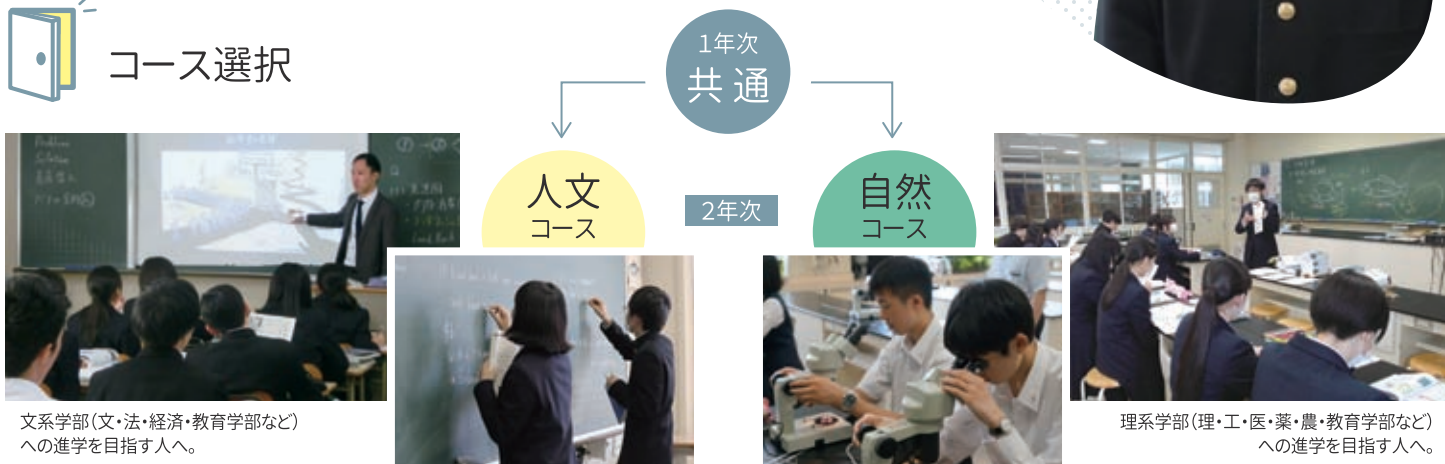 コース選択
1年次
共通
人文
コース
2年次
自然
コース
文系学部(文・法・経済・教育学部など)
への進学を目指す人へ。
理系学部(理・工・医・薬・農・教育学部など)
への進学を目指す人へ。